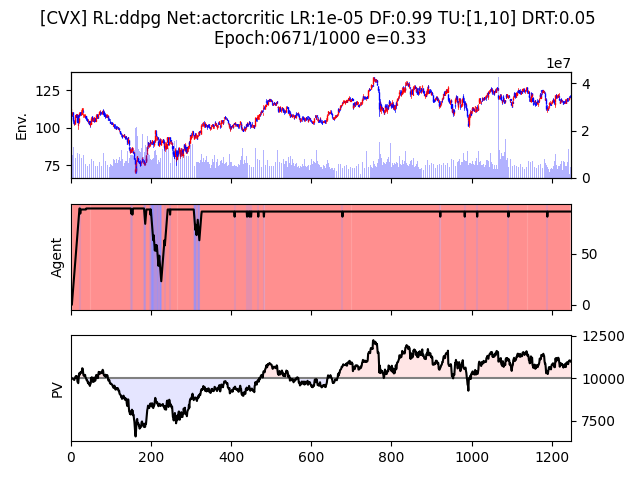 [CVX] RL:ddpg Net:actorcritic LR:1e-05 DF:0.99 TU:[1,10] DRT:0.05
Epoch:0671/1000 e=0.33
1e7
125
100
75
Env.
4
2
0
Agent
50
0
PV
12500
10000
7500
0 200 400 600 800 1000 1200